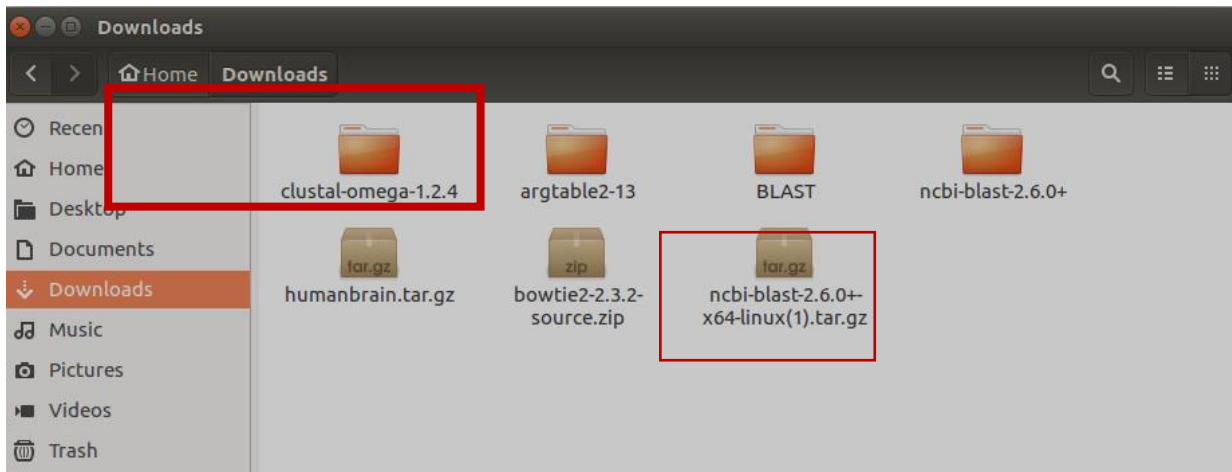 Downloads
Home Downloads
Recen
Home
Desktop
Documents
Downloads
Music
Pictures
Videos
Trash
clustal-omega-1.2.4
argtable2-13
BLAST
ncbi-blast-2.6.0+
tar.gz
humanbrain.tar.gz
zip
bowtie2-2.3.2-
source.zip
tar.gz
ncbi-blast-2.6.0+-
x64-linux(1).tar.gz